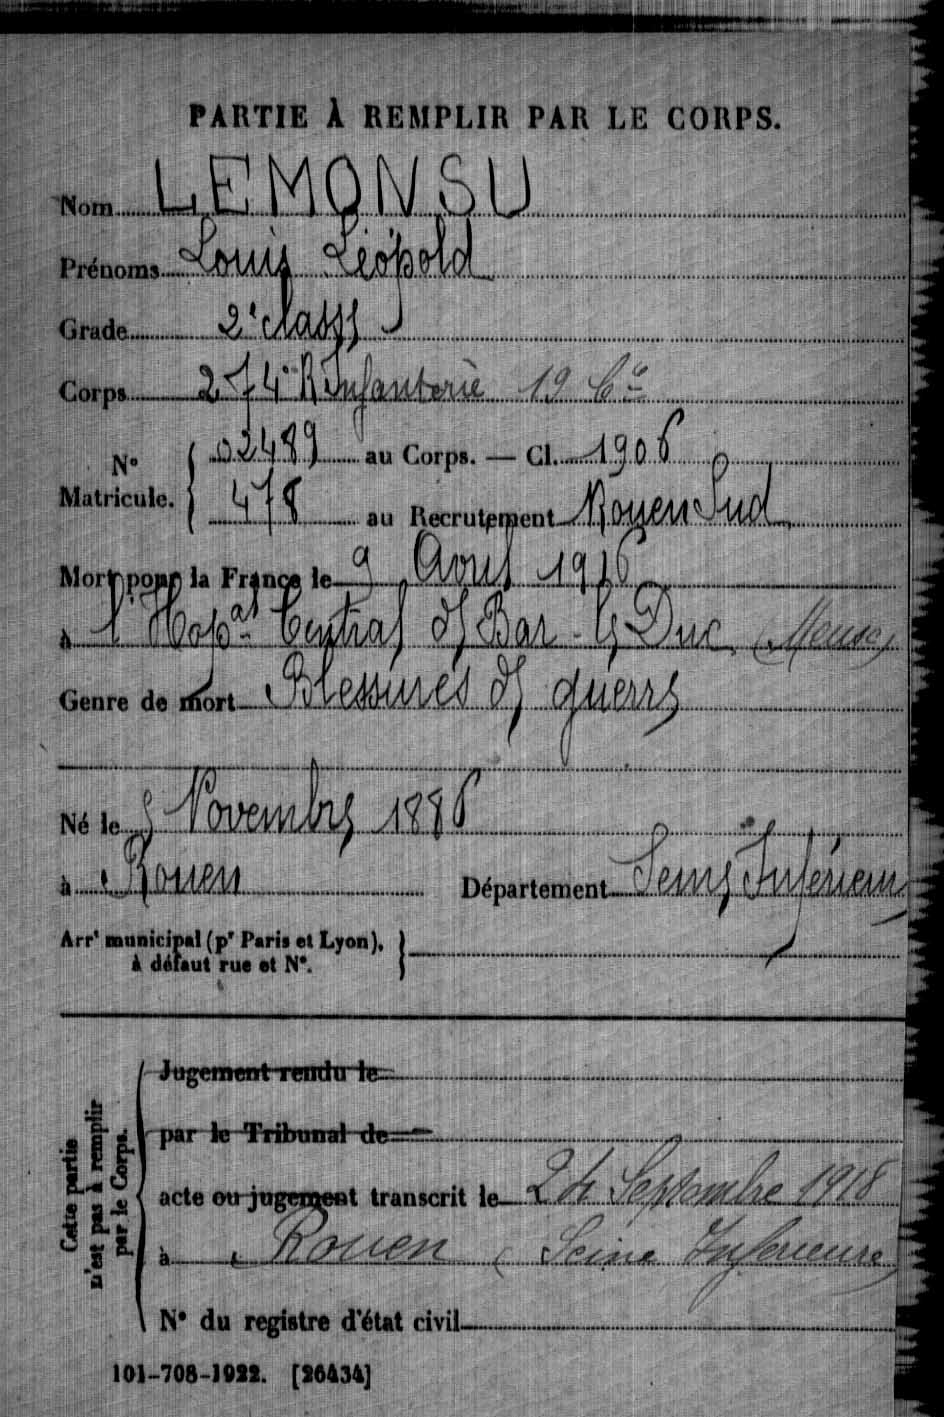 PARTIE À REMPLIR PAR LE CORPS.
Nom LEMONSU
Prénoms Louis Léopold
Grade 2e classe
Corps 274e R Infanterie 19 Cie
N° Matricule. { 02489 au Corps. — Cl. 1906
478 au Recrutement Rouen Sud
Mort pour la France le 9 Avril 1916
à l'Hopal Central de Bar-le Duc (Meuse)
Genre de mort Blessures de guerre
Né le 5 Novembre 1886
à Rouen Département Seine Inférieure
Arrt municipal (pr Paris et Lyon),
à défaut rue et N°.
Cette partie
n'est pas à remplir
par le Corps.
Jugement rendu le
par le Tribunal de
acte ou jugement transcrit le 24 Septembre 1918
à Rouen (Seine Inferieure)
N° du registre d'état civil
101-708-1922. [26434]